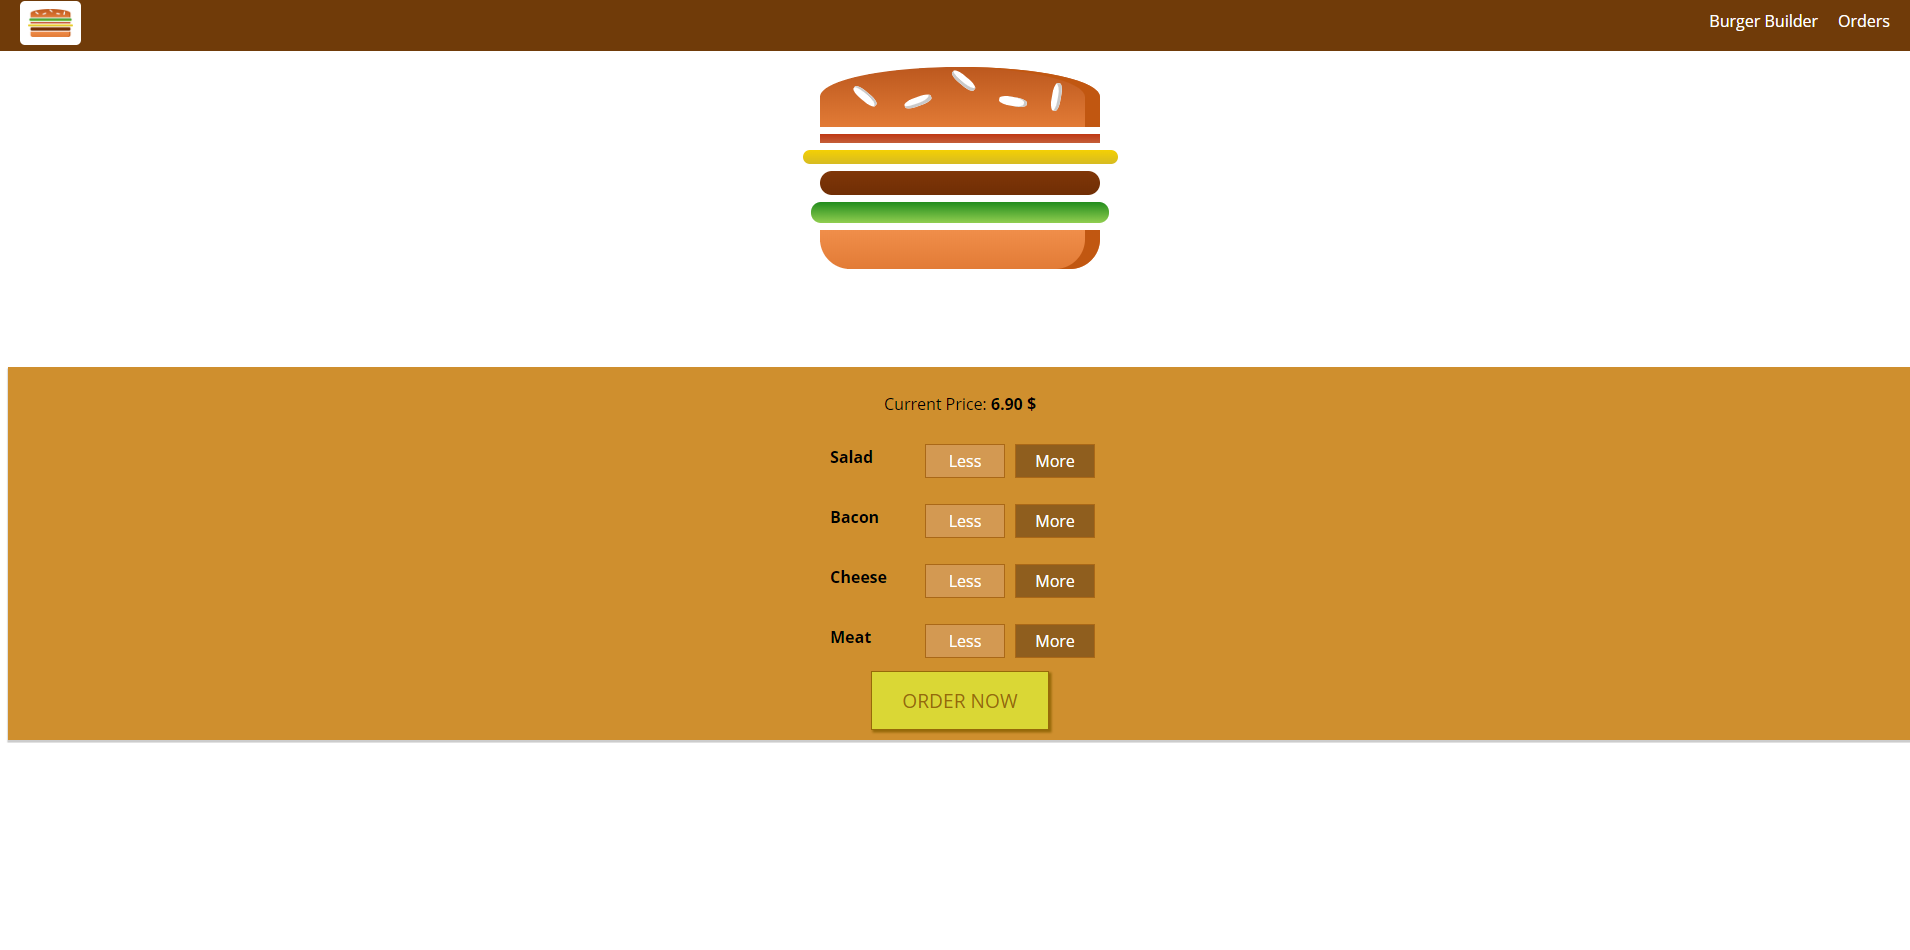 Burger Builder Orders
Current Price: 6.90 $
Salad Less More
Bacon Less More
Cheese Less More
Meat Less More
ORDER NOW